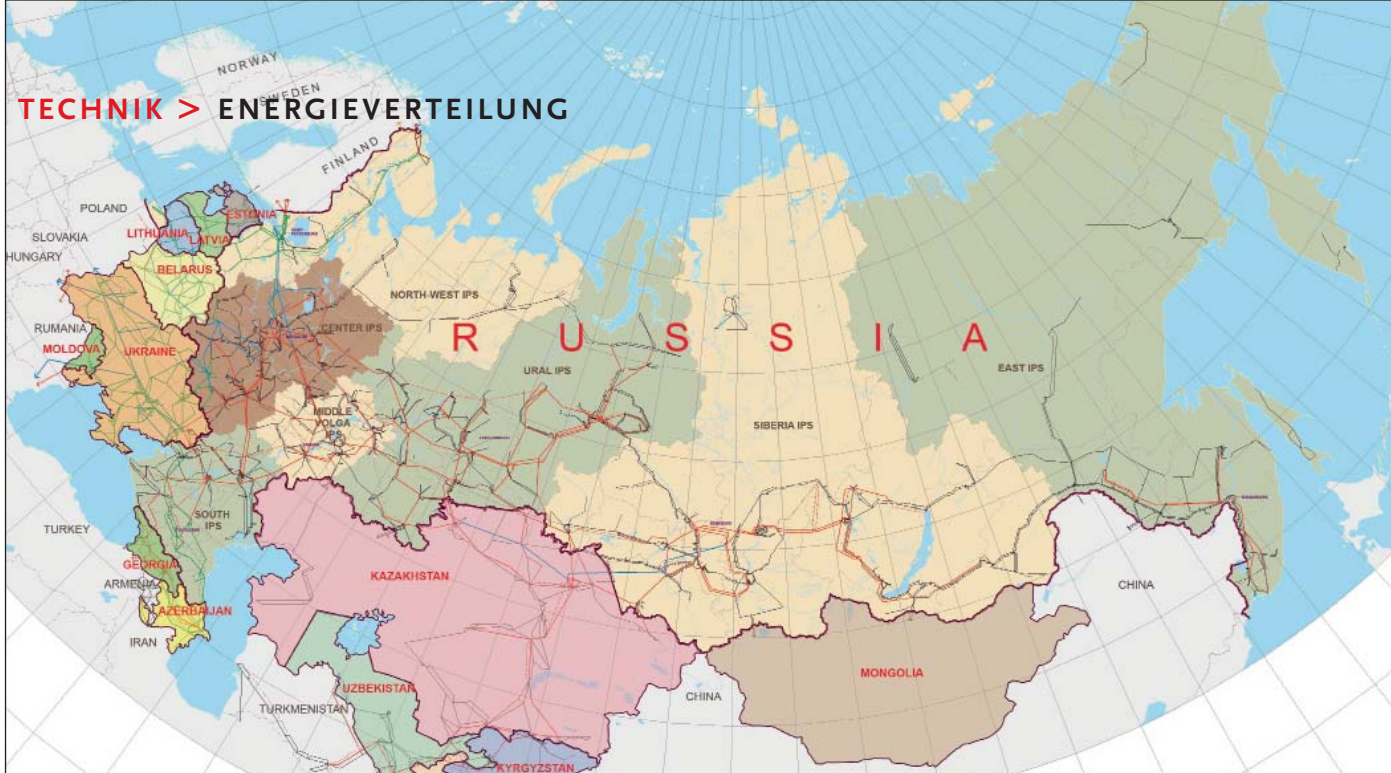 NORWAY
SWEDEN
TECHNIK > ENERGIEVERTEILUNG
FINLAND
POLAND
ESTONIA
SLOVAKIA
LITHUANIA
LATVIA
HUNGARY
BELARUS
NORTH-WEST IPS
RUMANIA
CENTER IPS
RUSSIA
MOLDOVA
UKRAINE
URAL IPS
EAST IPS
MIDDLE
VOLGA
IPS
SIBERIA IPS
SOUTH
IPS
TURKEY
GEORGIA
KAZAKHSTAN
ARMENIA
CHINA
AZERBAIJAN
IRAN
MONGOLIA
UZBEKISTAN
CHINA
TURKMENISTAN
KYRGYZSTAN